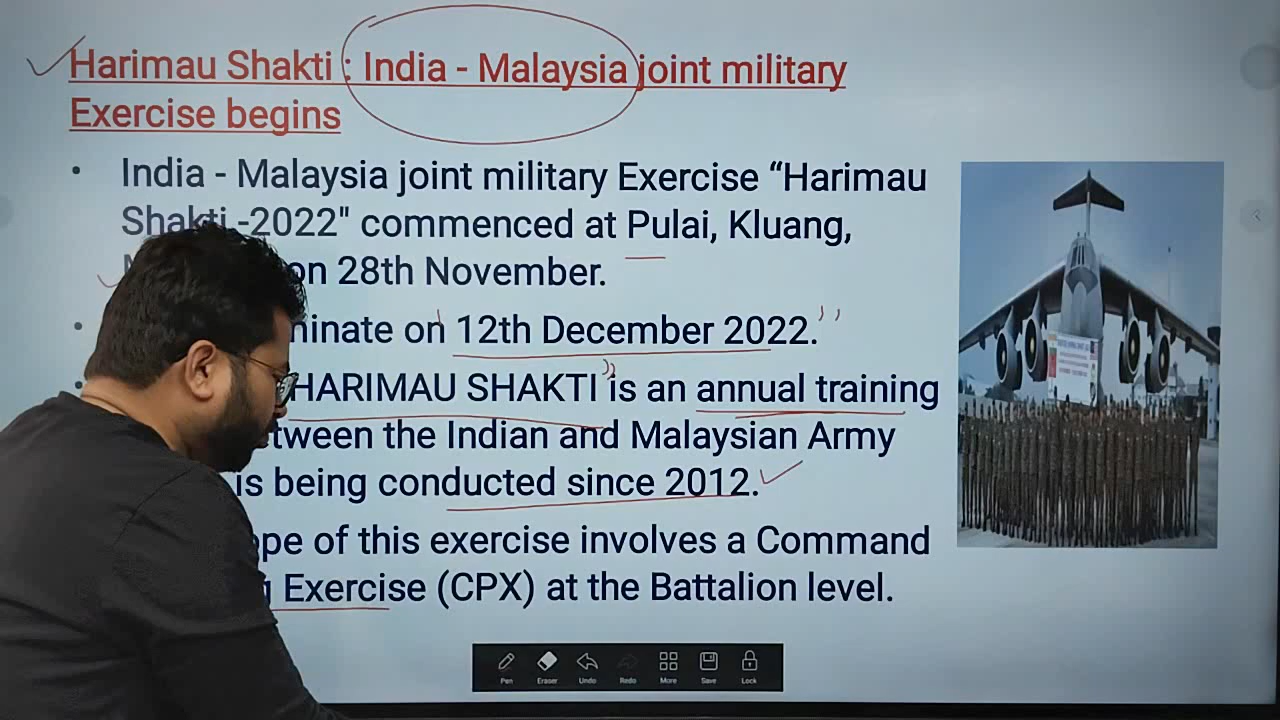 Harimau Shakti : India - Malaysia joint military
Exercise begins
• India - Malaysia joint military Exercise “Harimau
Shakti -2022" commenced at Pulai, Kluang,
on 28th November.
• on 12th December 2022.
HARIMAU SHAKTI is an annual training
the Indian and Malaysian Army
is being conducted since 2012.
of this exercise involves a Command
Exercise (CPX) at the Battalion level.
Pen Eraser Undo Redo More Save Lock